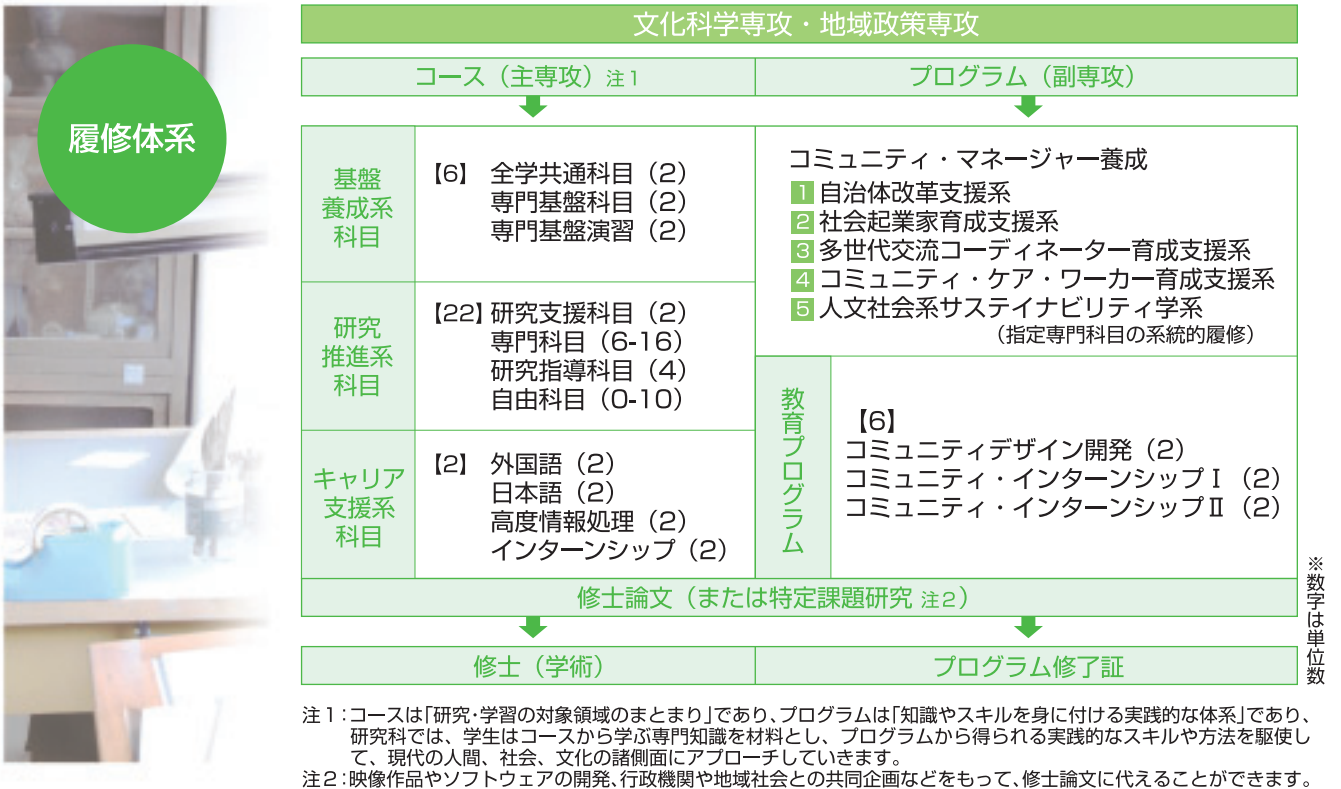 履修体系
文化科学専攻・地域政策専攻
コース（主専攻）注1
プログラム（副専攻）
基盤
養成系
科目
【6】 全学共通科目（2）
専門基盤科目（2）
専門基盤演習（2）
研究
推進系
科目
【22】研究支援科目（2）
専門科目（6-16）
研究指導科目（4）
自由科目（0-10）
キャリア
支援系
科目
【2】 外国語（2）
日本語（2）
高度情報処理（2）
インターンシップ（2）
コミュニティ・マネージャー養成
1 自治体改革支援系
2 社会起業家育成支援系
3 多世代交流コーディネーター育成支援系
4 コミュニティ・ケア・ワーカー育成支援系
5 人文社会系サステイナビリティ学系
（指定専門科目の系統的履修）
教育プログラム
【6】
コミュニティデザイン開発（2）
コミュニティ・インターンシップⅠ（2）
コミュニティ・インターンシップⅡ（2）
修士論文（または特定課題研究 注2）
修士（学術）
プログラム修了証
※数字は単位数
注1：コースは「研究・学習の対象領域のまとまり」であり、プログラムは「知識やスキルを身に付ける実践的な体系」であり、
研究科では、学生はコースから学ぶ専門知識を材料とし、プログラムから得られる実践的なスキルや方法を駆使し
て、現代の人間、社会、文化の諸側面にアプローチしていきます。
注2：映像作品やソフトウェアの開発、行政機関や地域社会との共同企画などをもって、修士論文に代えることができます。